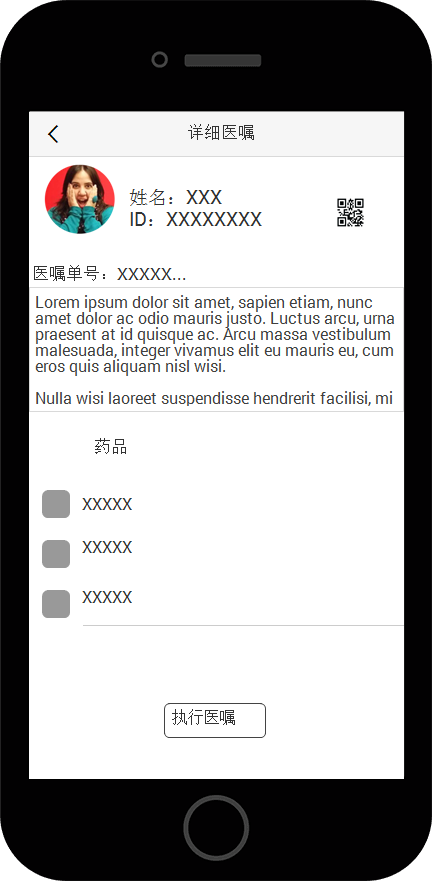 详细医嘱
姓名：XXX
ID：XXXXXXXX
医嘱单号：XXXXX...
Lorem ipsum dolor sit amet, sapien etiam, nunc
amet dolor ac odio mauris justo. Luctus arcu, urna
praesent at id quisque ac. Arcu massa vestibulum
malesuada, integer vivamus elit eu mauris eu, cum
eros quis aliquam nisl wisi.
Nulla wisi laoreet suspendisse hendrerit facilisi, mi
药品
XXXXX
XXXXX
XXXXX
执行医嘱